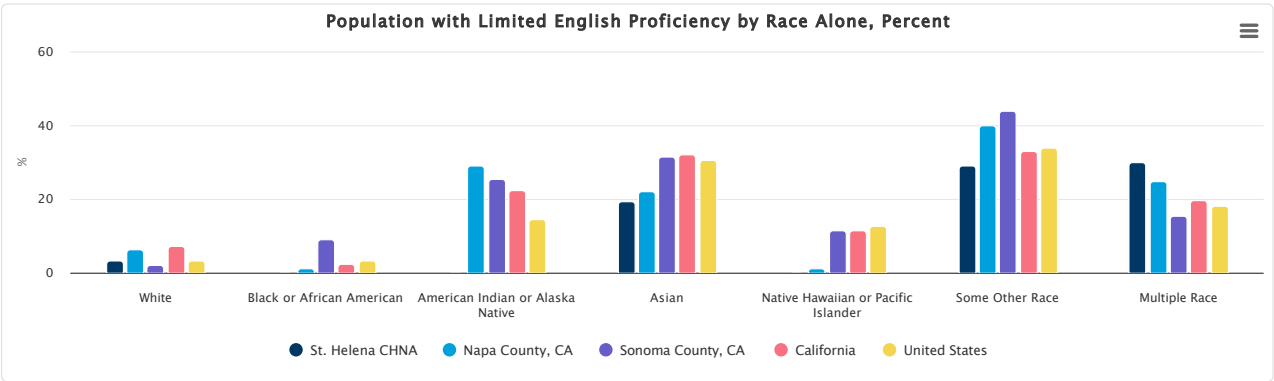 Population with Limited English Proficiency by Race Alone, Percent
60
40
%
20
0
White
Black or African American
American Indian or Alaska
Native
Asian
Native Hawaiian or Pacific
Islander
Some Other Race
Multiple Race
St. Helena CHNA
Napa County, CA
Sonoma County, CA
California
United States